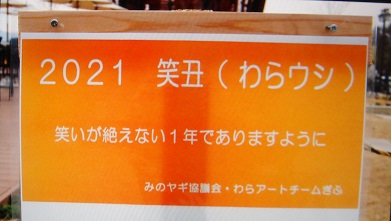 2021 笑丑(わらウシ)
笑いが絶えない1年でありますように
みのヤギ協議会・わらアートチームぎふ